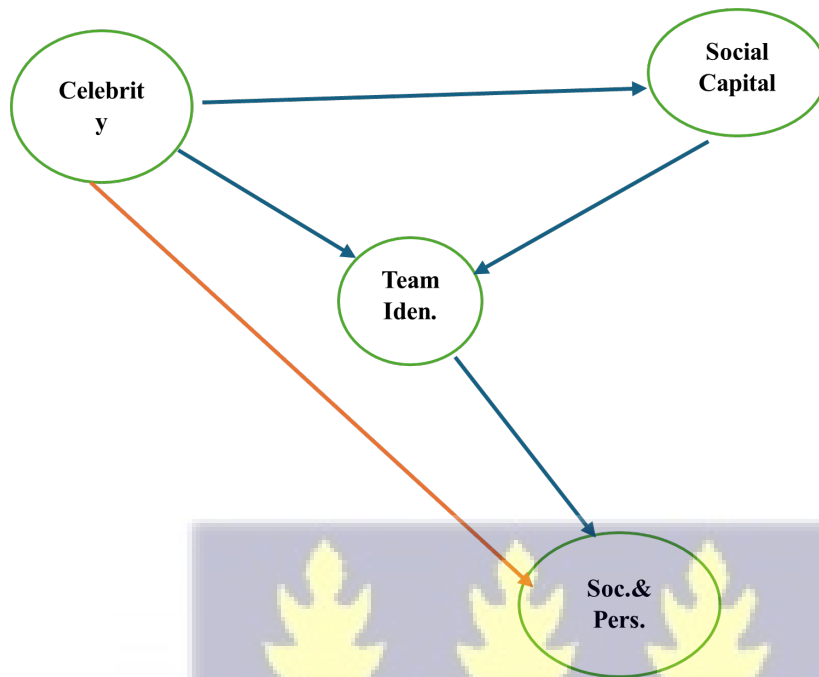 Celebrit
y
Social
Capital
Team
Iden.
Soc.&
Pers.